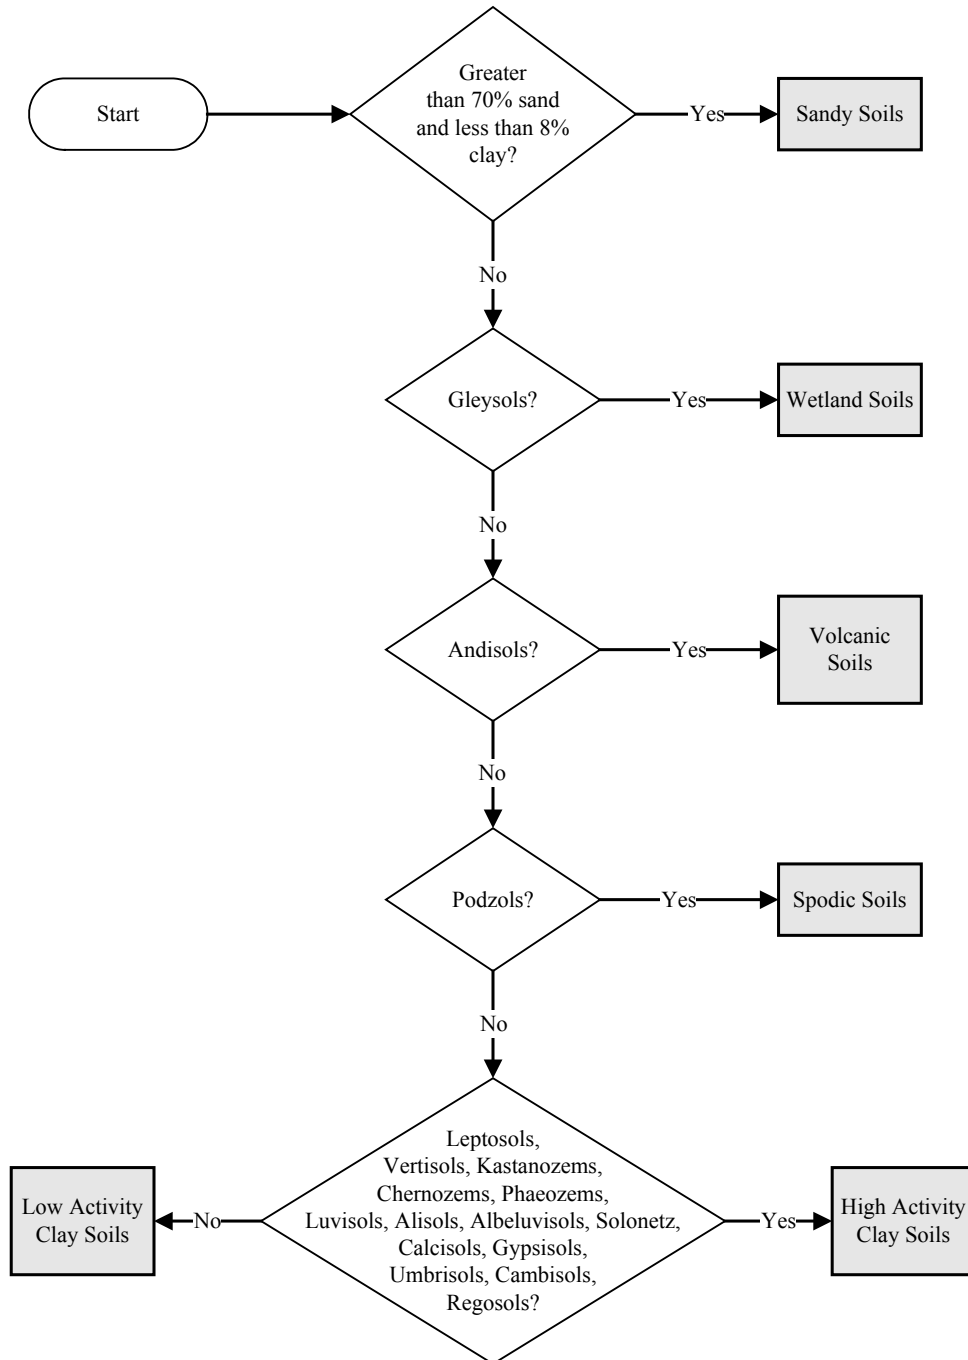 Start
Greater
than 70% sand
and less than 8%
clay?
Yes
Sandy Soils
No
Gleysols?
Yes
Wetland Soils
No
Andisols?
Yes
Volcanic
Soils
No
Podzols?
Yes
Spodic Soils
No
Leptosols,
Vertisols, Kastanozems,
Chernozems, Phaeozems,
Luvisols, Alisols, Albeluvisols, Solonetz,
Calcisols, Gypsisols,
Umbrisols, Cambisols,
Regosols?
No
Low Activity
Clay Soils
Yes
High Activity
Clay Soils